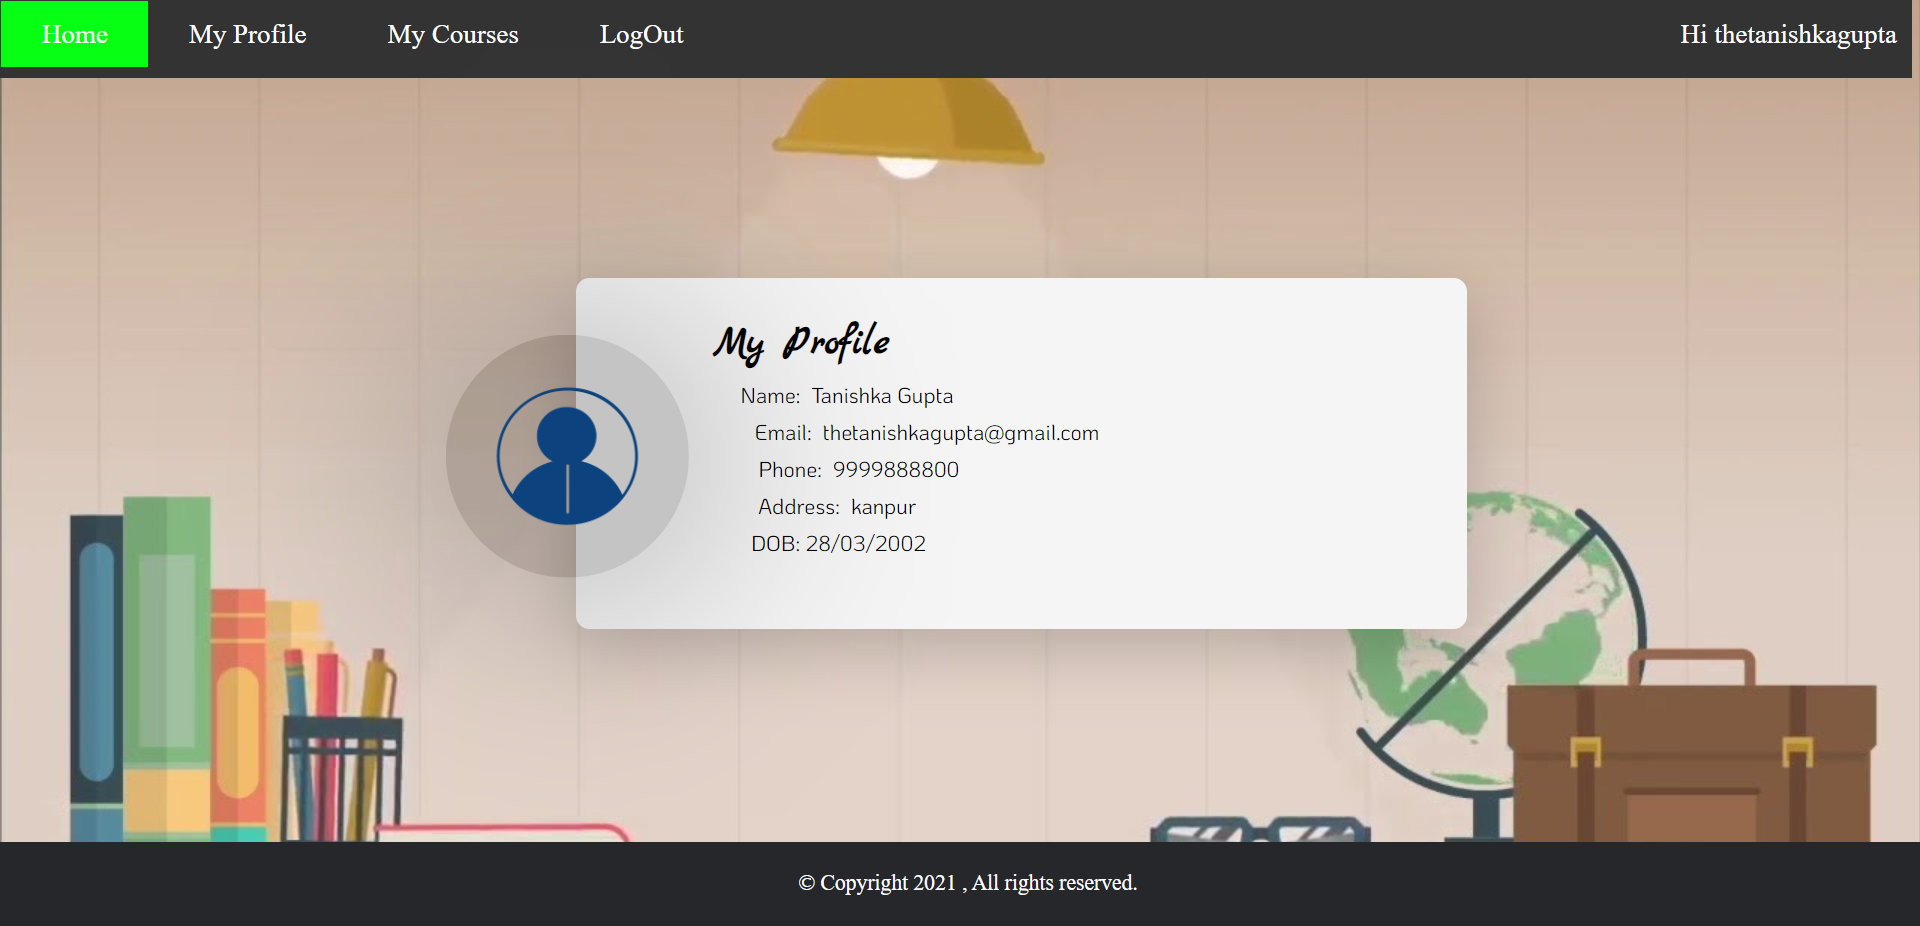 Home My Profile My Courses LogOut Hi thetanishkagupta
My Profile
Name: Tanishka Gupta
Email: thetanishkagupta@gmail.com
Phone: 9999888800
Address: kanpur
DOB: 28/03/2002
© Copyright 2021 , All rights reserved.